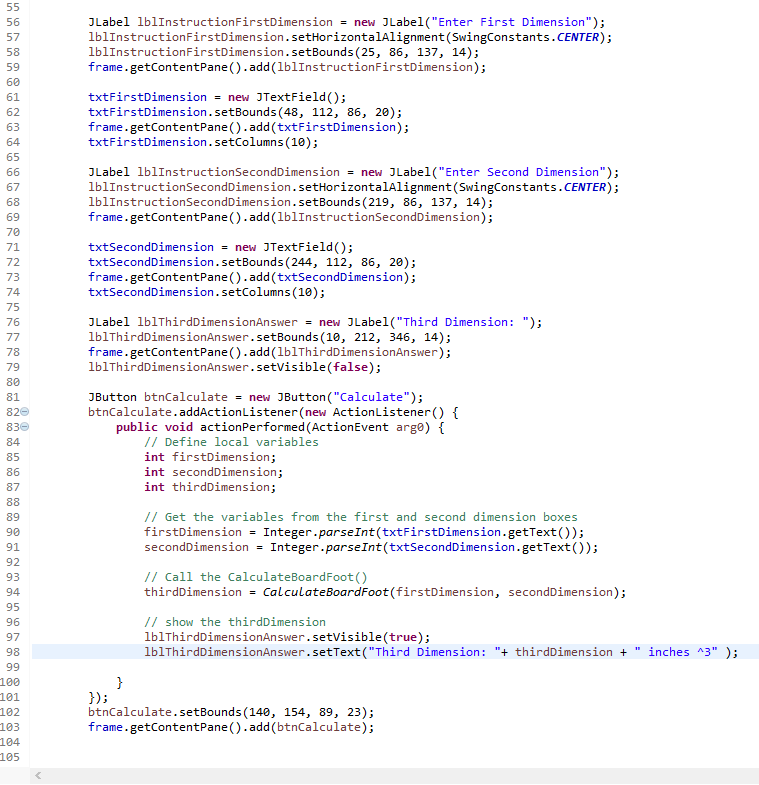 55
56 JLabel lblInstructionFirstDimension = new JLabel("Enter First Dimension");
57 lblInstructionFirstDimension.setHorizontalAlignment(SwingConstants.CENTER);
58 lblInstructionFirstDimension.setBounds(25, 86, 137, 14);
59 frame.getContentPane().add(lblInstructionFirstDimension);
60
61 txtFirstDimension = new JTextField();
62 txtFirstDimension.setBounds(48, 112, 86, 20);
63 frame.getContentPane().add(txtFirstDimension);
64 txtFirstDimension.setColumns(10);
65
66 JLabel lblInstructionSecondDimension = new JLabel("Enter Second Dimension");
67 lblInstructionSecondDimension.setHorizontalAlignment(SwingConstants.CENTER);
68 lblInstructionSecondDimension.setBounds(219, 86, 137, 14);
69 frame.getContentPane().add(lblInstructionSecondDimension);
70
71 txtSecondDimension = new JTextField();
72 txtSecondDimension.setBounds(244, 112, 86, 20);
73 frame.getContentPane().add(txtSecondDimension);
74 txtSecondDimension.setColumns(10);
75
76 JLabel lblThirdDimensionAnswer = new JLabel("Third Dimension: ");
77 lblThirdDimensionAnswer.setBounds(10, 212, 346, 14);
78 frame.getContentPane().add(lblThirdDimensionAnswer);
79 lblThirdDimensionAnswer.setVisible(false);
80
81 JButton btnCalculate = new JButton("Calculate");
82 btnCalculate.addActionListener(new ActionListener() {
83 public void actionPerformed(ActionEvent arg0) {
84 // Define local variables
85 int firstDimension;
86 int secondDimension;
87 int thirdDimension;
88
89 // Get the variables from the first and second dimension boxes
90 firstDimension = Integer.parseInt(txtFirstDimension.getText());
91 secondDimension = Integer.parseInt(txtSecondDimension.getText());
92
93 // Call the CalculateBoardFoot()
94 thirdDimension = CalculateBoardFoot(firstDimension, secondDimension);
95
96 // show the thirdDimension
97 lblThirdDimensionAnswer.setVisible(true);
98 lblThirdDimensionAnswer.setText("Third Dimension: "+ thirdDimension + " inches ^3" );
99
100 }
101 });
102 btnCalculate.setBounds(140, 154, 89, 23);
103 frame.getContentPane().add(btnCalculate);
104
105